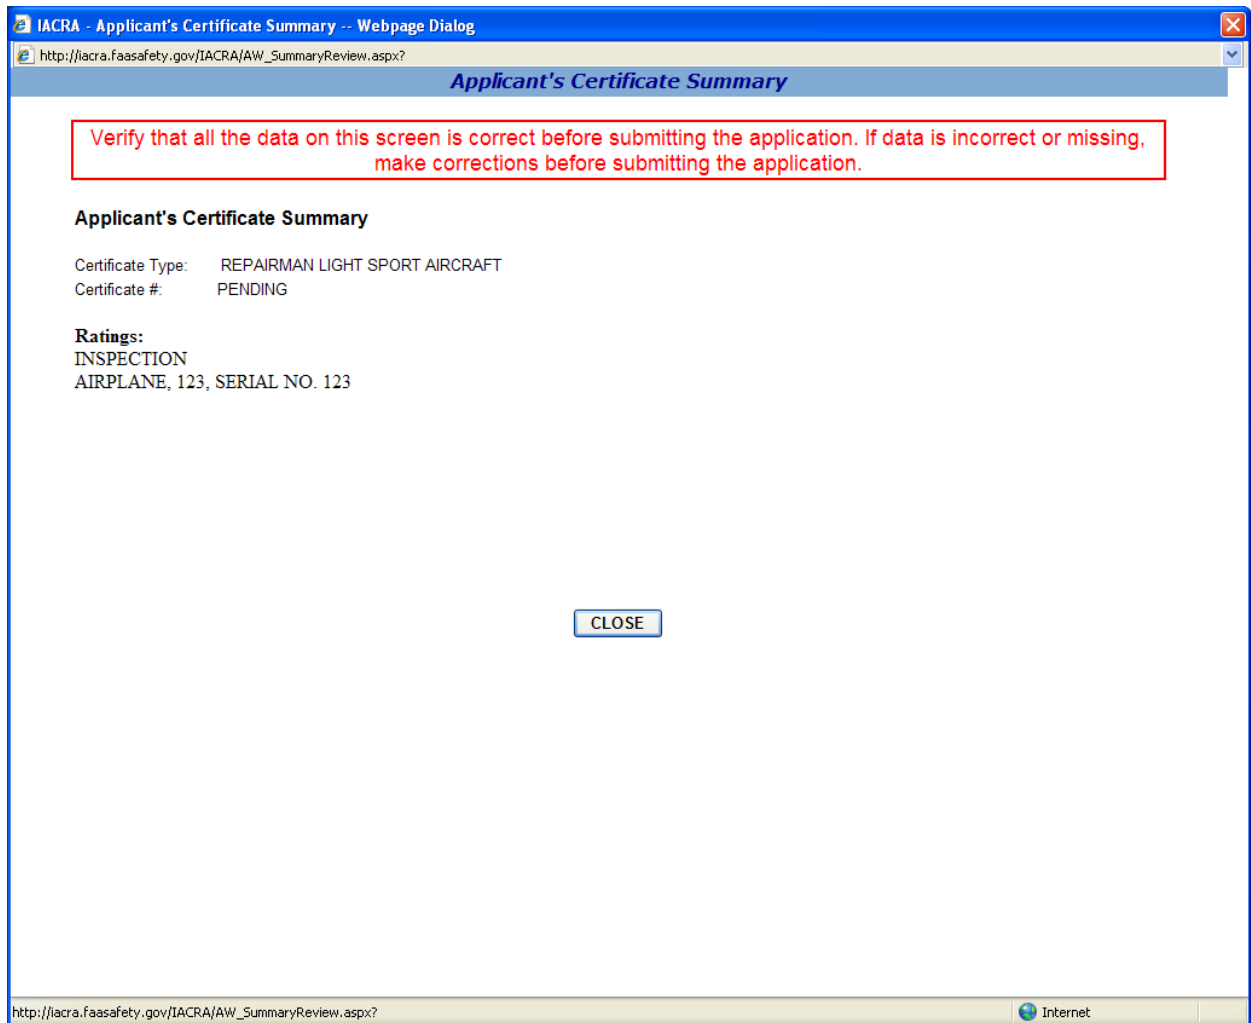 IACRA - Applicant's Certificate Summary -- Webpage Dialog
http://iacra.faasafety.gov/IACRA/AW_SummaryReview.aspx?
Applicant's Certificate Summary
Verify that all the data on this screen is correct before submitting the application. If data is incorrect or missing,
make corrections before submitting the application.
Applicant's Certificate Summary
Certificate Type: REPAIRMAN LIGHT SPORT AIRCRAFT
Certificate #: PENDING
Ratings:
INSPECTION
AIRPLANE, 123, SERIAL NO. 123
CLOSE
http://iacra.faasafety.gov/IACRA/AW_SummaryReview.aspx? Internet